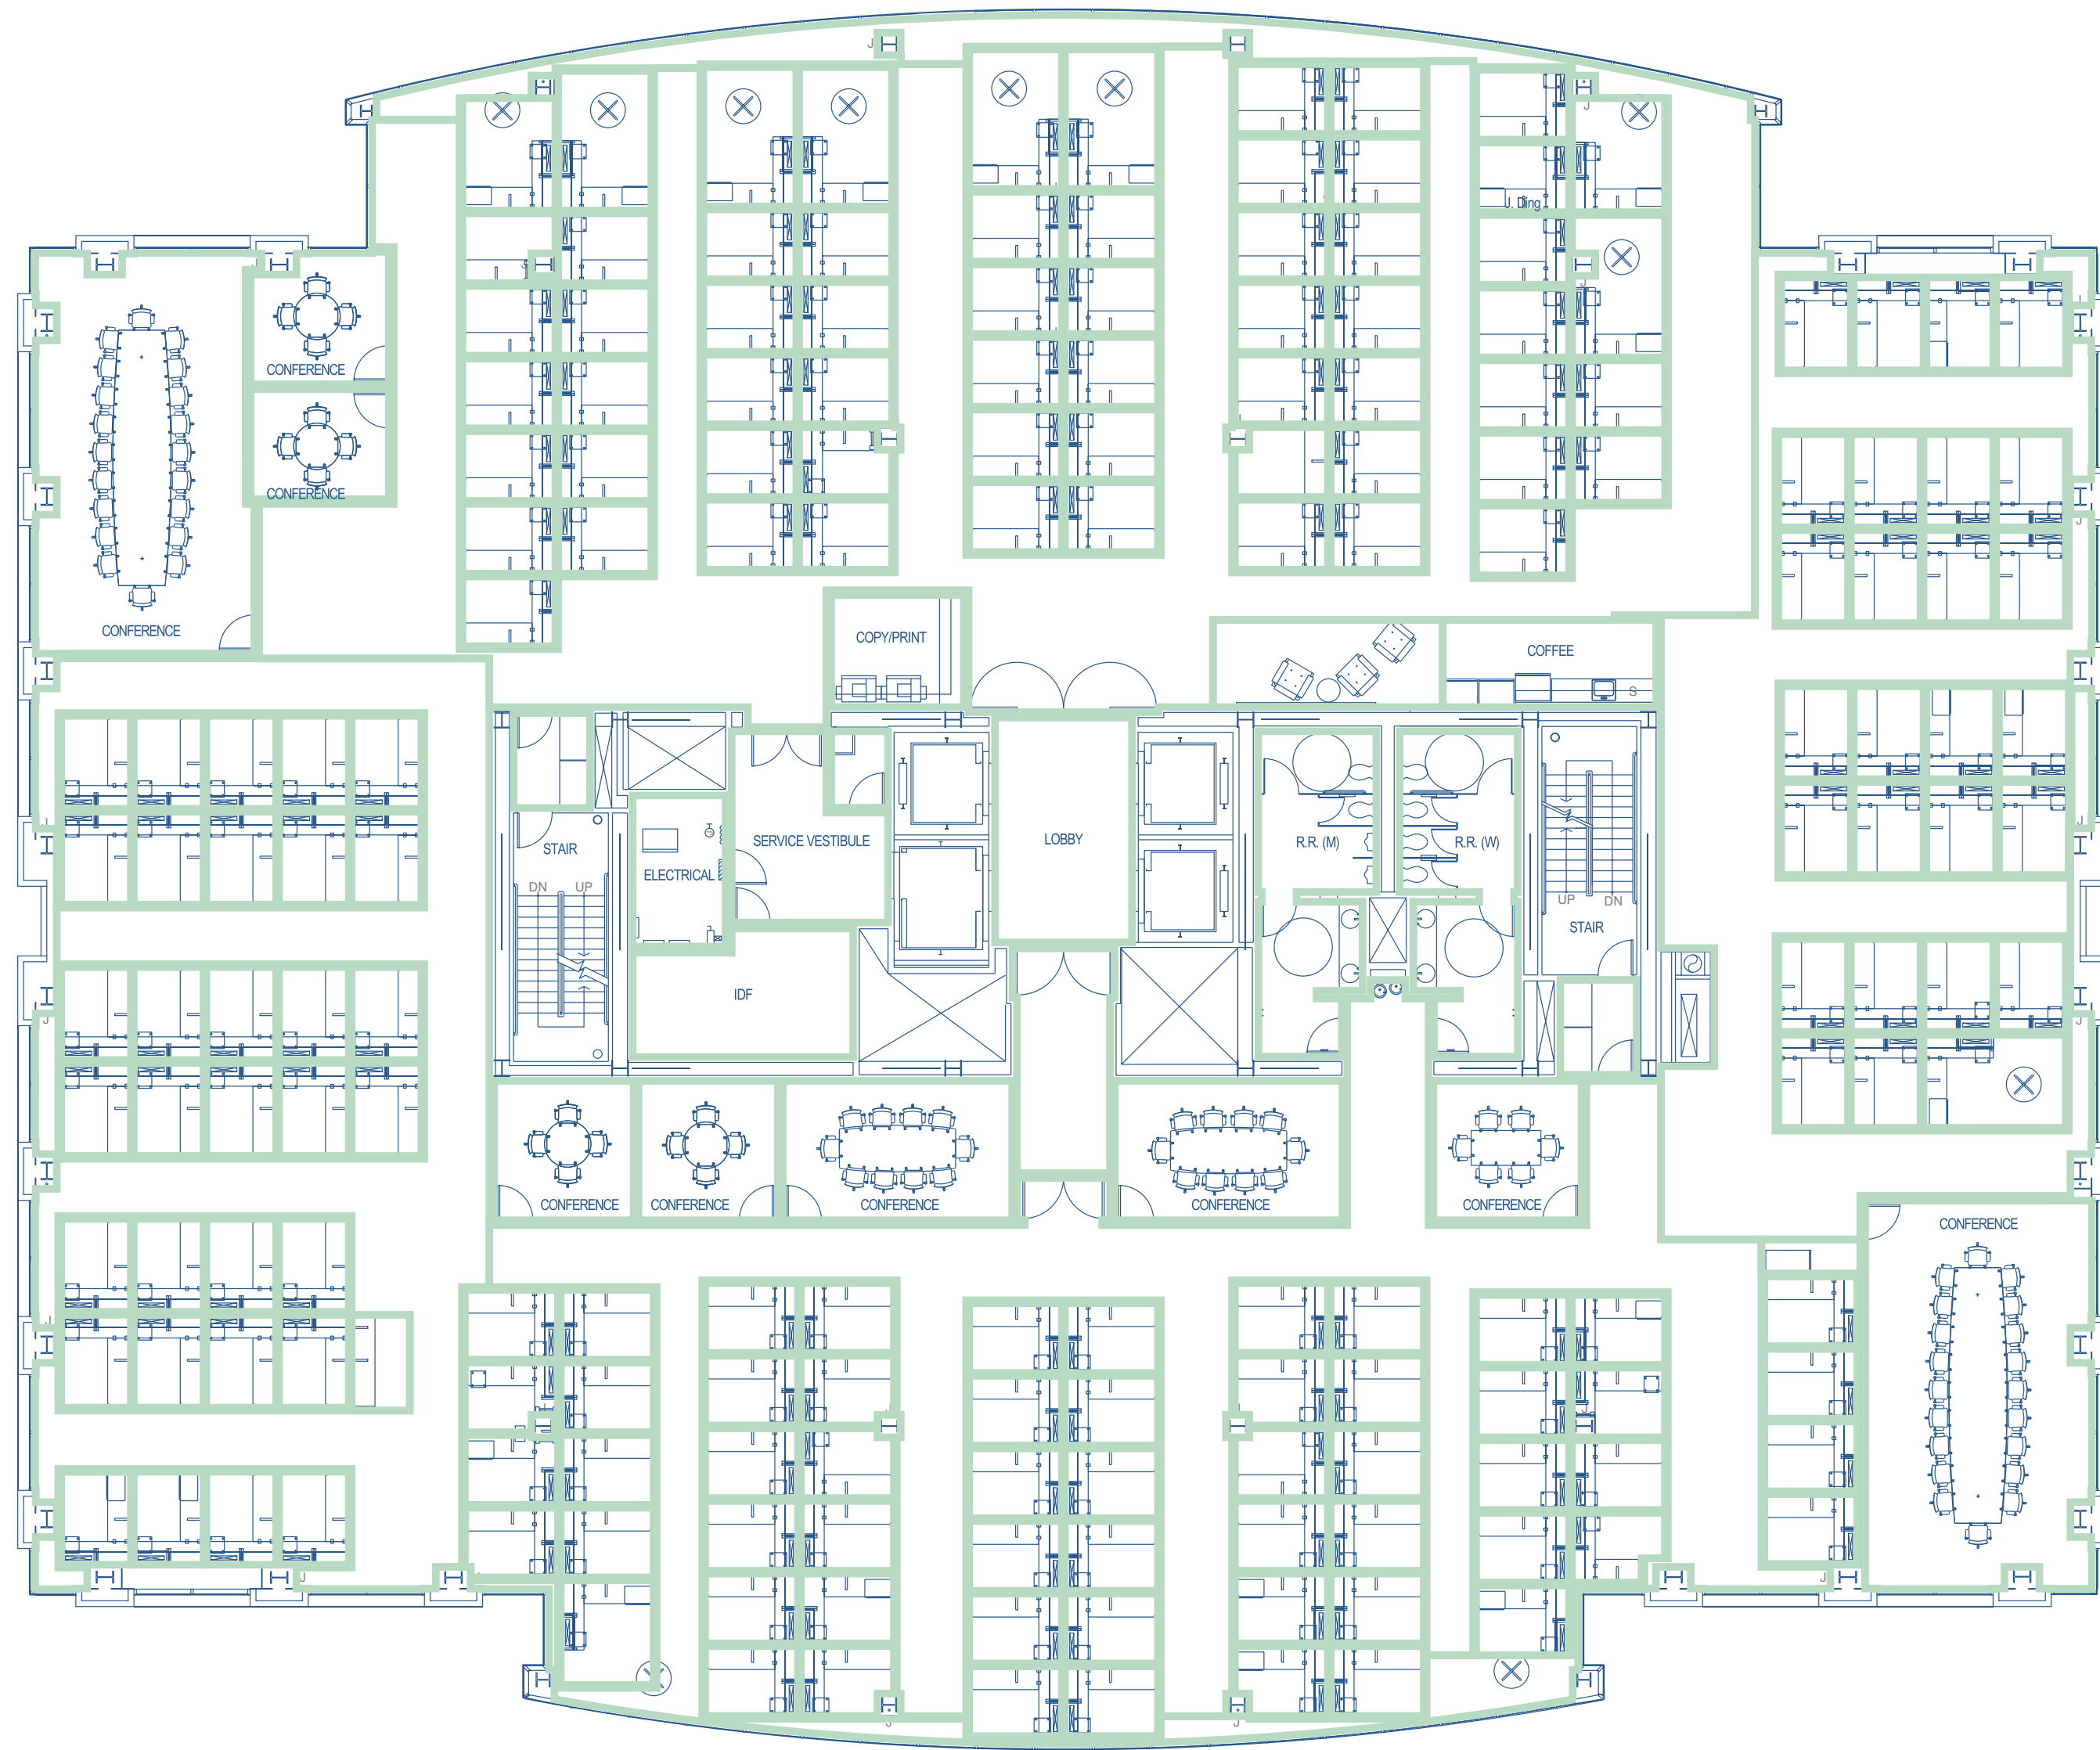 J
J
J. Ding
J
J
J
J
J
CONFERENCE
J
J
CONFERENCE
J
CONFERENCE
COPY/PRINT
COFFEE
S
J
J
STAIR
SERVICE VESTIBULE
LOBBY
R.R. (M)
R.R. (W)
ELECTRICAL
DN
UP
UP
DN
STAIR
IDF
J
CONFERENCE
CONFERENCE
CONFERENCE
CONFERENCE
CONFERENCE
CONFERENCE
J
J
J
J
J
J
J
J
J